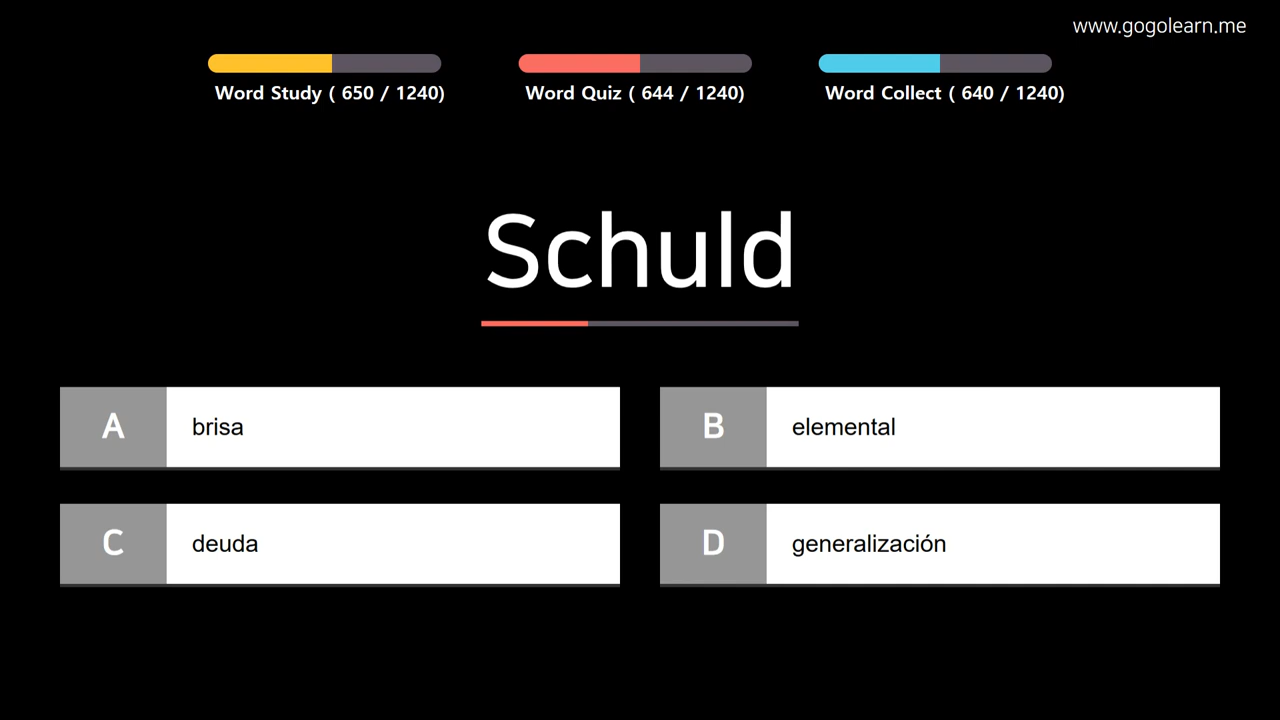 www.gogolearn.me
Word Study ( 650 / 1240)
Word Quiz ( 644 / 1240)
Word Collect ( 640 / 1240)
Schuld
A brisa
B elemental
C deuda
D generalización